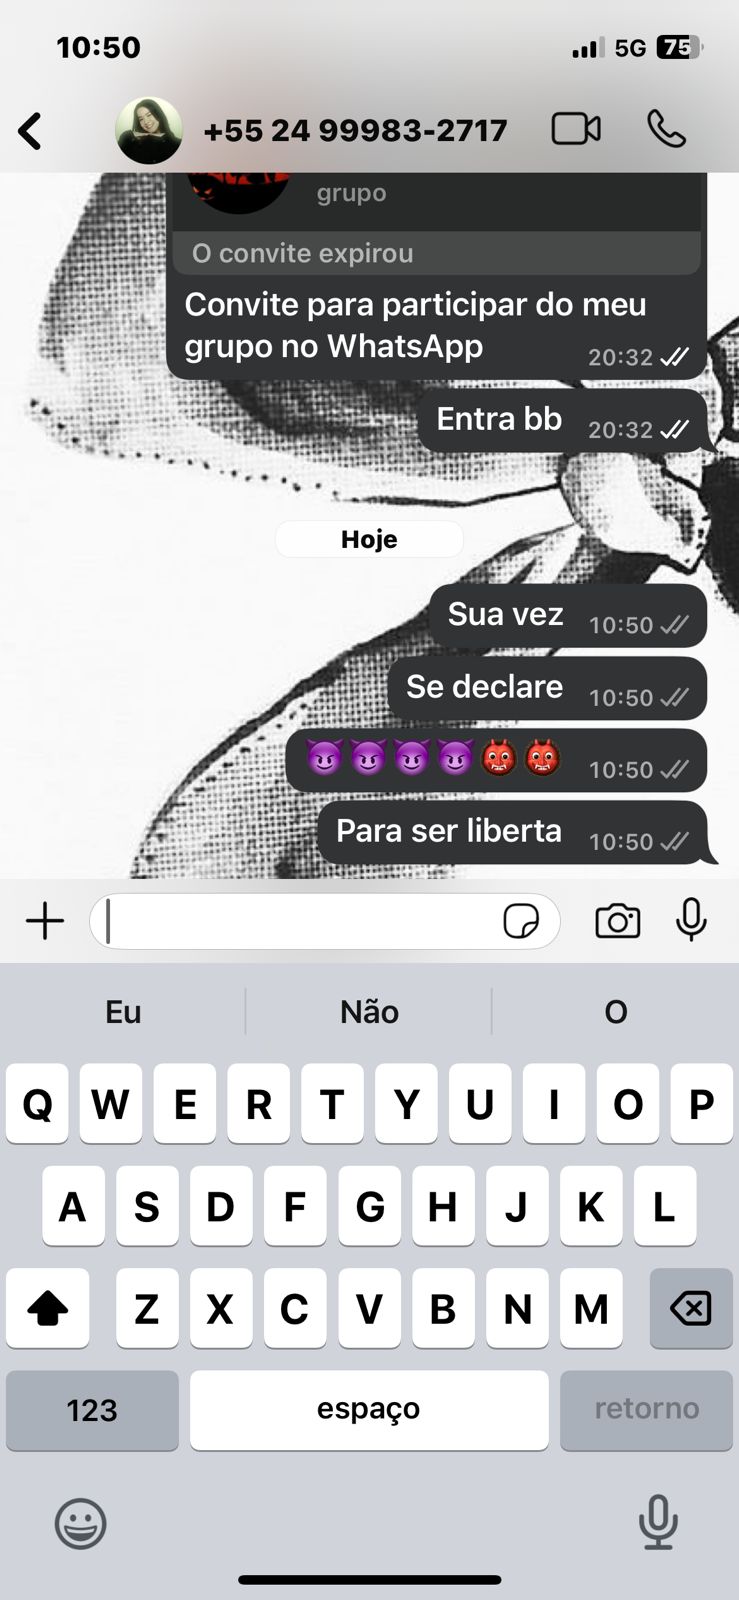 10:50
5G 75
+55 24 99983-2717
grupo
O convite expirou
Convite para participar do meu
grupo no WhatsApp 20:32
Entra bb 20:32
Hoje
Sua vez 10:50
Se declare 10:50
😈😈😈😈👹👹 10:50
Para ser liberta 10:50
Eu Não O
Q W E R T Y U I O P
A S D F G H J K L
Z X C V B N M
123 espaço retorno